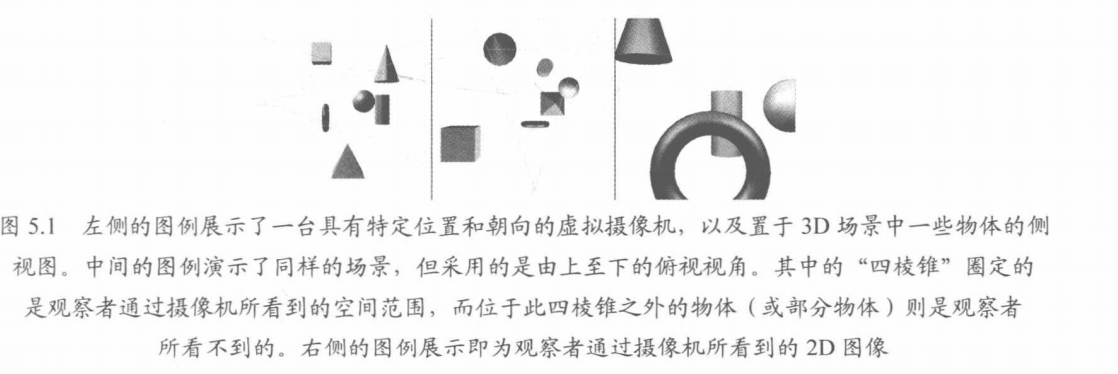 图 5.1 左侧的图例展示了一台具有特定位置和朝向的虚拟摄像机，以及置于 3D 场景中一些物体的侧
视图。中间的图例演示了同样的场景，但采用的是由上至下的俯视视角。其中的“四棱锥”圈定的
是观察者通过摄像机所看到的空间范围，而位于此四棱锥之外的物体（或部分物体）则是观察者
所看不到的。右侧的图例展示即为观察者通过摄像机所看到的 2D 图像